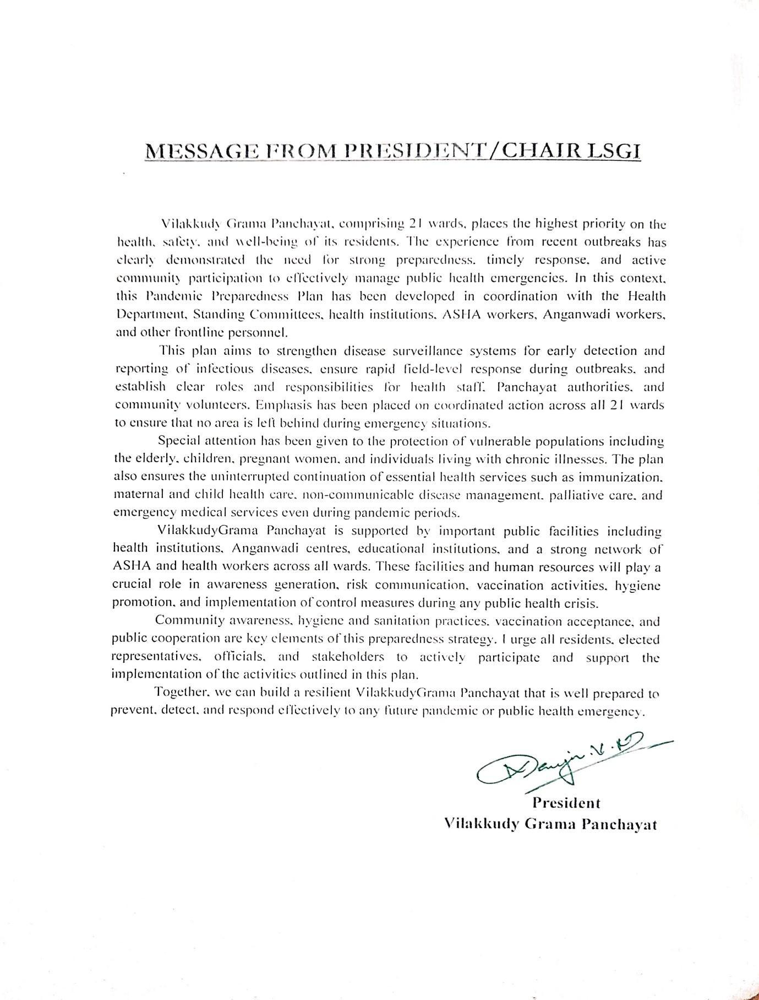 MESSAGE FROM PRESIDENT/CHAIR LSGI
Vilakkudy Grama Panchayat, comprising 21 wards, places the highest priority on the
health, safety, and well-being of its residents. The experience from recent outbreaks has
clearly demonstrated the need for strong preparedness, timely response, and active
community participation to effectively manage public health emergencies. In this context,
this Pandemic Preparedness Plan has been developed in coordination with the Health
Department, Standing Committees, health institutions, ASHA workers, Anganwadi workers,
and other frontline personnel.
This plan aims to strengthen disease surveillance systems for early detection and
reporting of infectious diseases, ensure rapid field-level response during outbreaks, and
establish clear roles and responsibilities for health staff, Panchayat authorities, and
community volunteers. Emphasis has been placed on coordinated action across all 21 wards
to ensure that no area is left behind during emergency situations.
Special attention has been given to the protection of vulnerable populations including
the elderly, children, pregnant women, and individuals living with chronic illnesses. The plan
also ensures the uninterrupted continuation of essential health services such as immunization,
maternal and child health care, non-communicable disease management, palliative care, and
emergency medical services even during pandemic periods.
VilakkudyGrama Panchayat is supported by important public facilities including
health institutions, Anganwadi centres, educational institutions, and a strong network of
ASHA and health workers across all wards. These facilities and human resources will play a
crucial role in awareness generation, risk communication, vaccination activities, hygiene
promotion, and implementation of control measures during any public health crisis.
Community awareness, hygiene and sanitation practices, vaccination acceptance, and
public cooperation are key elements of this preparedness strategy. I urge all residents, elected
representatives, officials, and stakeholders to actively participate and support the
implementation of the activities outlined in this plan.
Together, we can build a resilient VilakkudyGrama Panchayat that is well prepared to
prevent, detect, and respond effectively to any future pandemic or public health emergency.
President
Vilakkudy Grama Panchayat